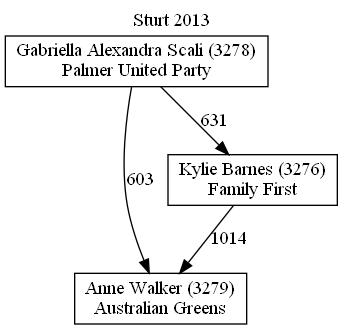 Sturt 2013
Gabriella Alexandra Scali (3278)
Palmer United Party
631
603
Kylie Barnes (3276)
Family First
1014
Anne Walker (3279)
Australian Greens